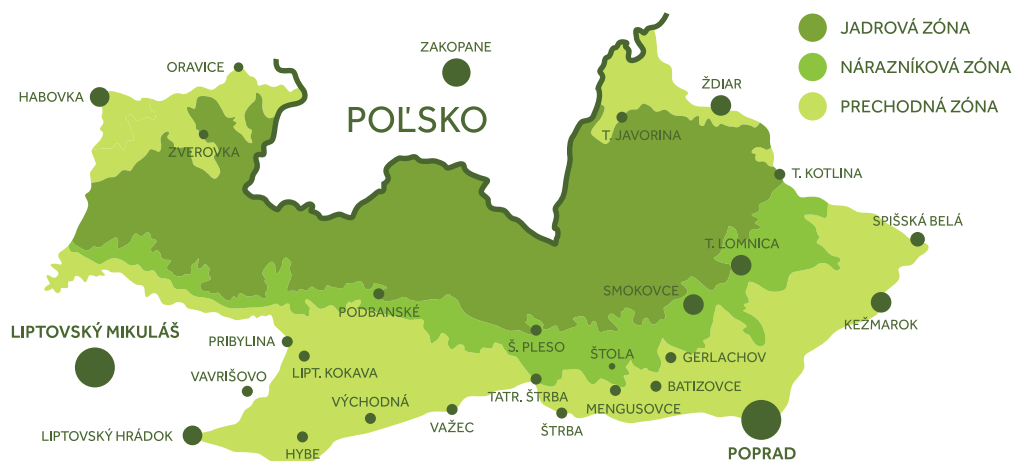 JADROVÁ ZÓNA
NÁRAZNÍKOVÁ ZÓNA
PRECHODNÁ ZÓNA
ZAKOPANE
ORAVICE
HABOVKA
ŽDIAR
POĽSKO
T. JAVORINA
ZVEROVKA
T. KOTLINA
SPIŠSKÁ BELÁ
T. LOMNICA
SMOKOVCE
PODBANSKÉ
KEŽMAROK
LIPTOVSKÝ MIKULÁŠ
PRIBYLINA
Š. PLESO
ŠTÔLA
GERLACHOV
LIPT. KOKAVA
VAVRIŠOVO
BATIZOVCE
TATR. ŠTRBA
MENGUSOVCE
VÝCHODNÁ
VAŽEC
ŠTRBA
LIPTOVSKÝ HRÁDOK
HYBE
POPRAD